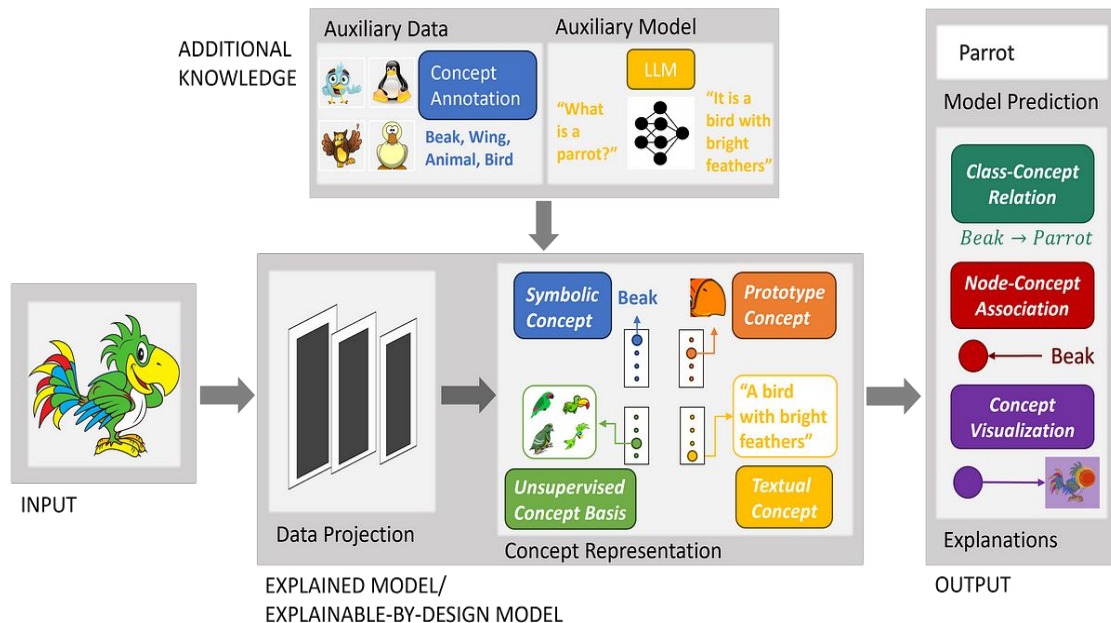 ADDITIONAL
KNOWLEDGE
Auxiliary Data
Concept
Annotation
Beak, Wing,
Animal, Bird
Auxiliary Model
LLM
“What
is a
parrot?”
“It is a
bird with
bright
feathers”
INPUT
Data Projection
Symbolic
Concept
Beak
Prototype
Concept
Unsupervised
Concept Basis
“A bird
with bright
feathers”
Textual
Concept
Concept Representation
EXPLAINED MODEL/
EXPLAINABLE-BY-DESIGN MODEL
Parrot
Model Prediction
Class-Concept
Relation
Beak → Parrot
Node-Concept
Association
Beak
Concept
Visualization
Explanations
OUTPUT